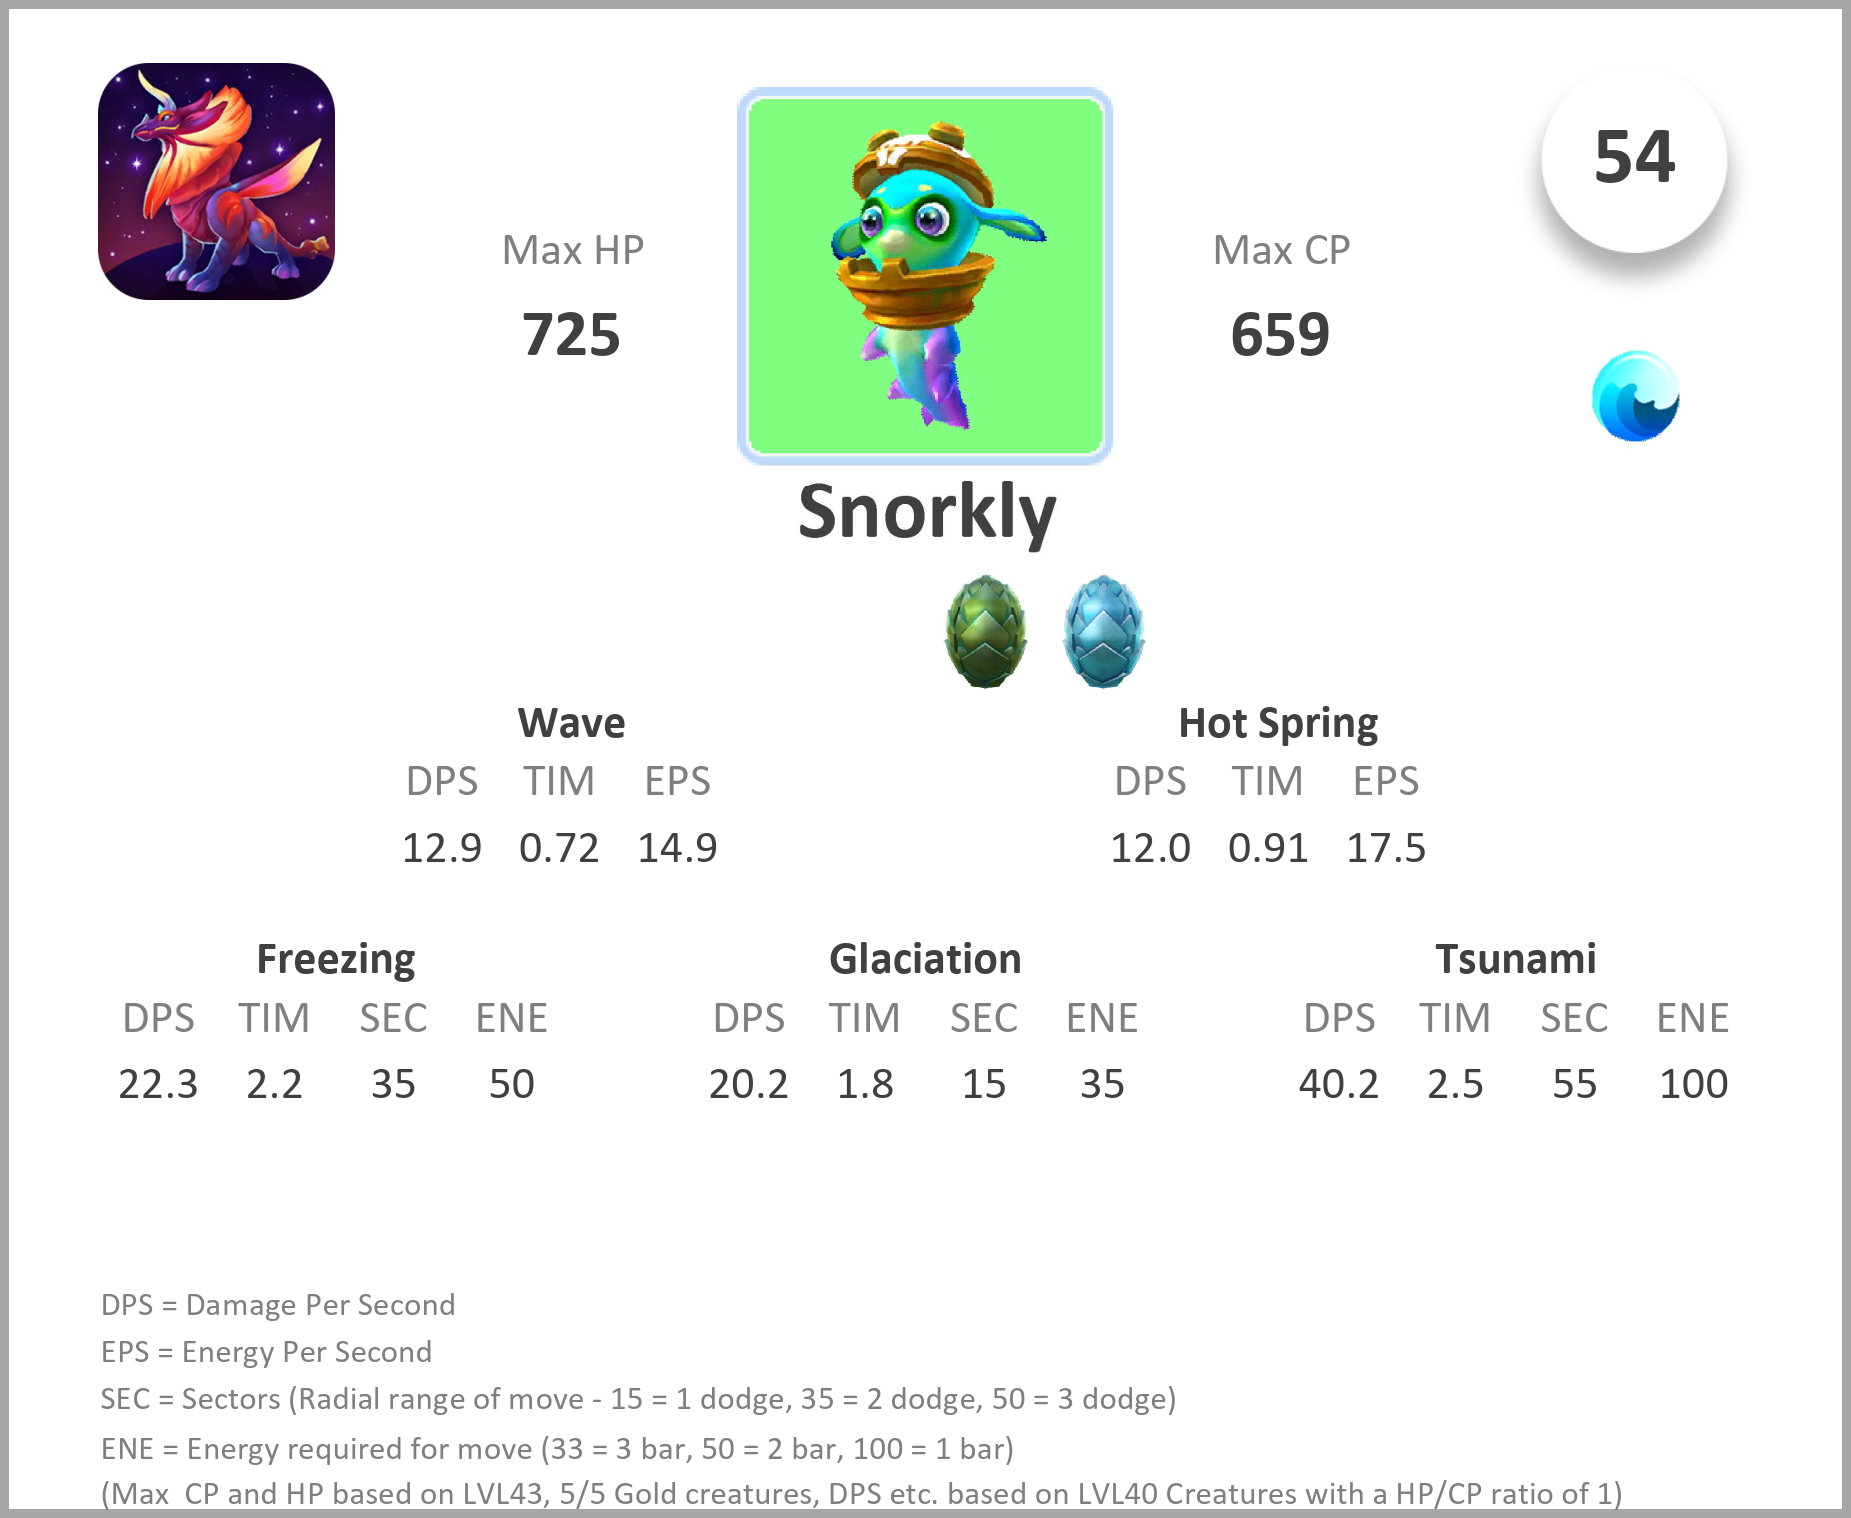 54
Max HP
Max CP
725
659
Snorkly
Wave
Hot Spring
DPS TIM EPS
DPS TIM EPS
12.9 0.72 14.9
12.0 0.91 17.5
Freezing
Glaciation
Tsunami
DPS TIM SEC ENE
DPS TIM SEC ENE
DPS TIM SEC ENE
22.3 2.2 35 50
20.2 1.8 15 35
40.2 2.5 55 100
DPS = Damage Per Second
EPS = Energy Per Second
SEC = Sectors (Radial range of move - 15 = 1 dodge, 35 = 2 dodge, 50 = 3 dodge)
ENE = Energy required for move (33 = 3 bar, 50 = 2 bar, 100 = 1 bar)
(Max  CP and HP based on LVL43, 5/5 Gold creatures, DPS etc. based on LVL40 Creatures with a HP/CP ratio of 1)